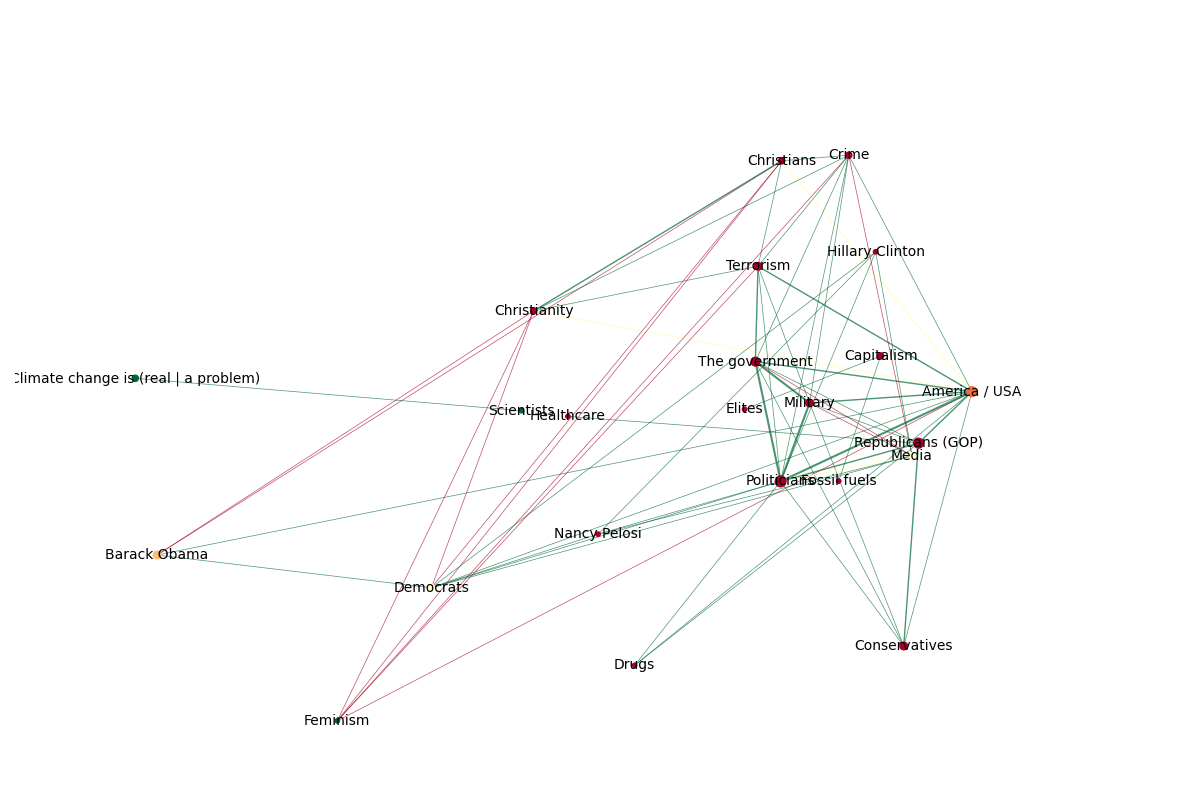 Christians
Crime
Hillary Clinton
Terrorism
Christianity
The government
Capitalism
Climate change is (real | a problem)
America / USA
Military
Elites
Scientists
Healthcare
Republicans (GOP)
Media
Politicians
Fossil fuels
Nancy Pelosi
Barack Obama
Democrats
Conservatives
Drugs
Feminism